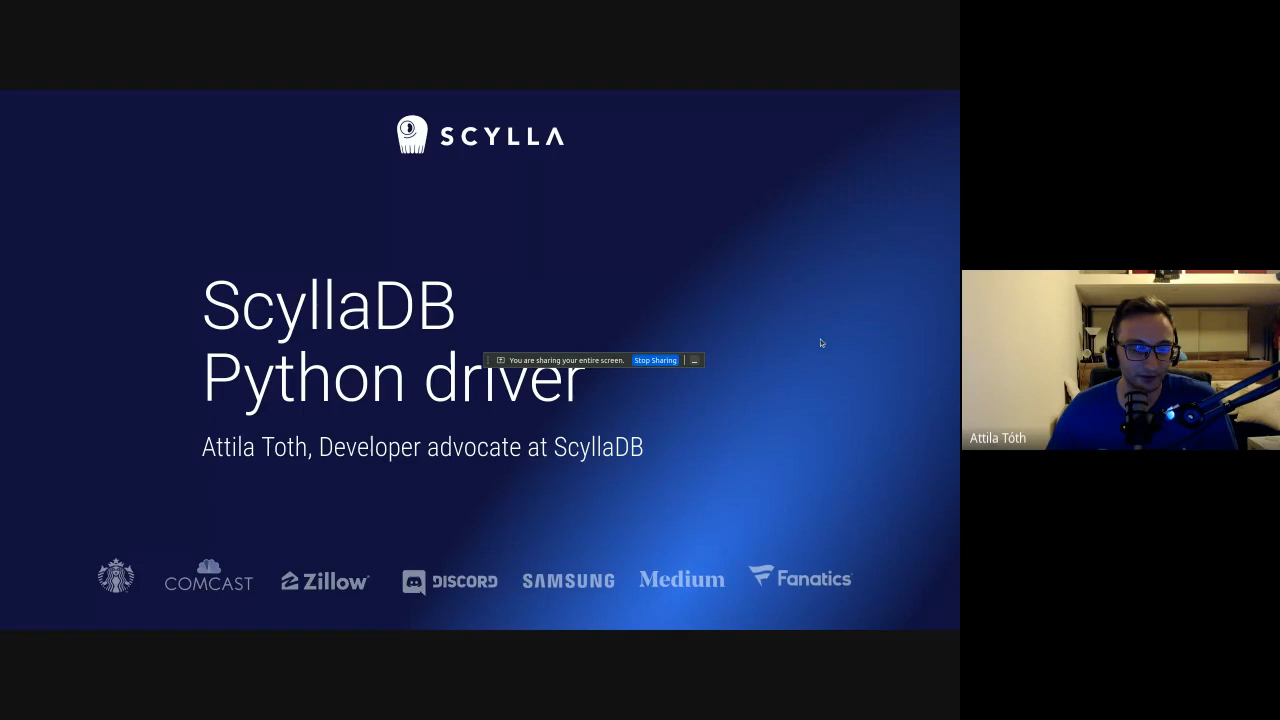 SCYLLA
ScyllaDB
Python driver
You are sharing your entire screen. Stop Sharing
Attila Toth, Developer advocate at ScyllaDB
COMCAST Zillow DISCORD SAMSUNG Medium Fanatics
Attila Tóth